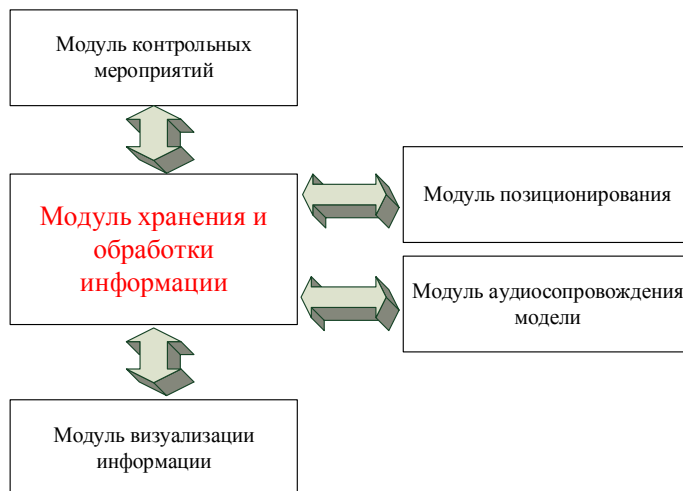 Модуль контрольных
мероприятий
Модуль хранения и
обработки
информации
Модуль позиционирования
Модуль аудиосопровождения
модели
Модуль визуализации
информации